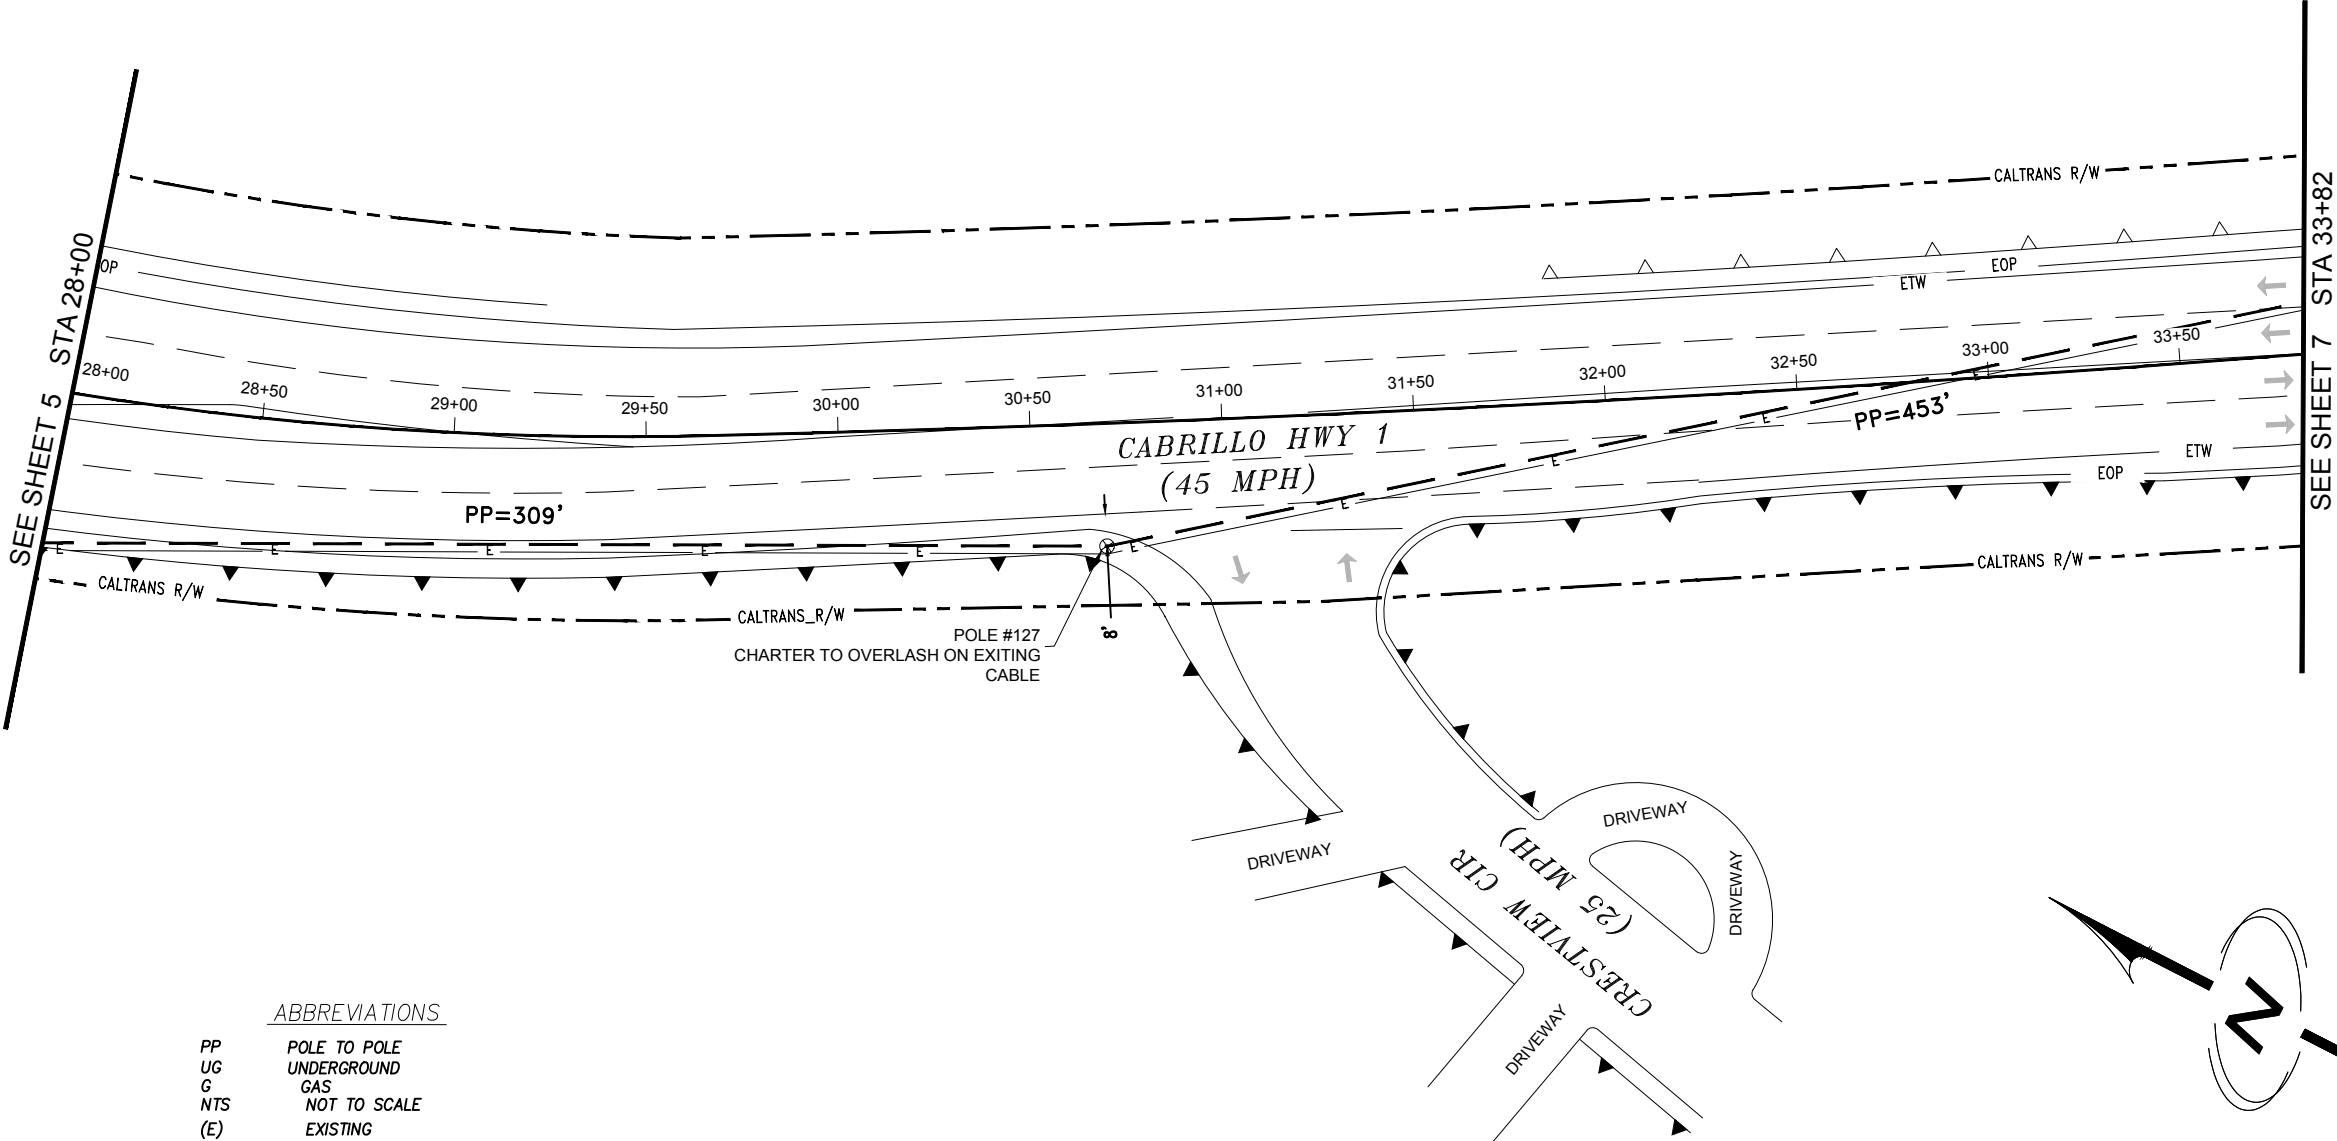 SEE SHEET 5 STA 28+00
SEE SHEET 7 STA 33+82
CALTRANS R/W
OP
EOP
ETW
28+00
28+50
29+00
29+50
30+00
30+50
31+00
31+50
32+00
32+50
33+00
33+50
CABRILLO HWY 1
(45 MPH)
PP=453'
PP=309'
ETW
EOP
E
E
E
E
E
E
E
E
E
E
CALTRANS R/W
CALTRANS_R/W
CALTRANS R/W
8'
POLE #127
CHARTER TO OVERLASH ON EXITING
CABLE
DRIVEWAY
DRIVEWAY
DRIVEWAY
DRIVEWAY
CRESTVIEW CIR
(25 MPH)
N
ABBREVIATIONS
PP POLE TO POLE
UG UNDERGROUND
G GAS
NTS NOT TO SCALE
(E) EXISTING